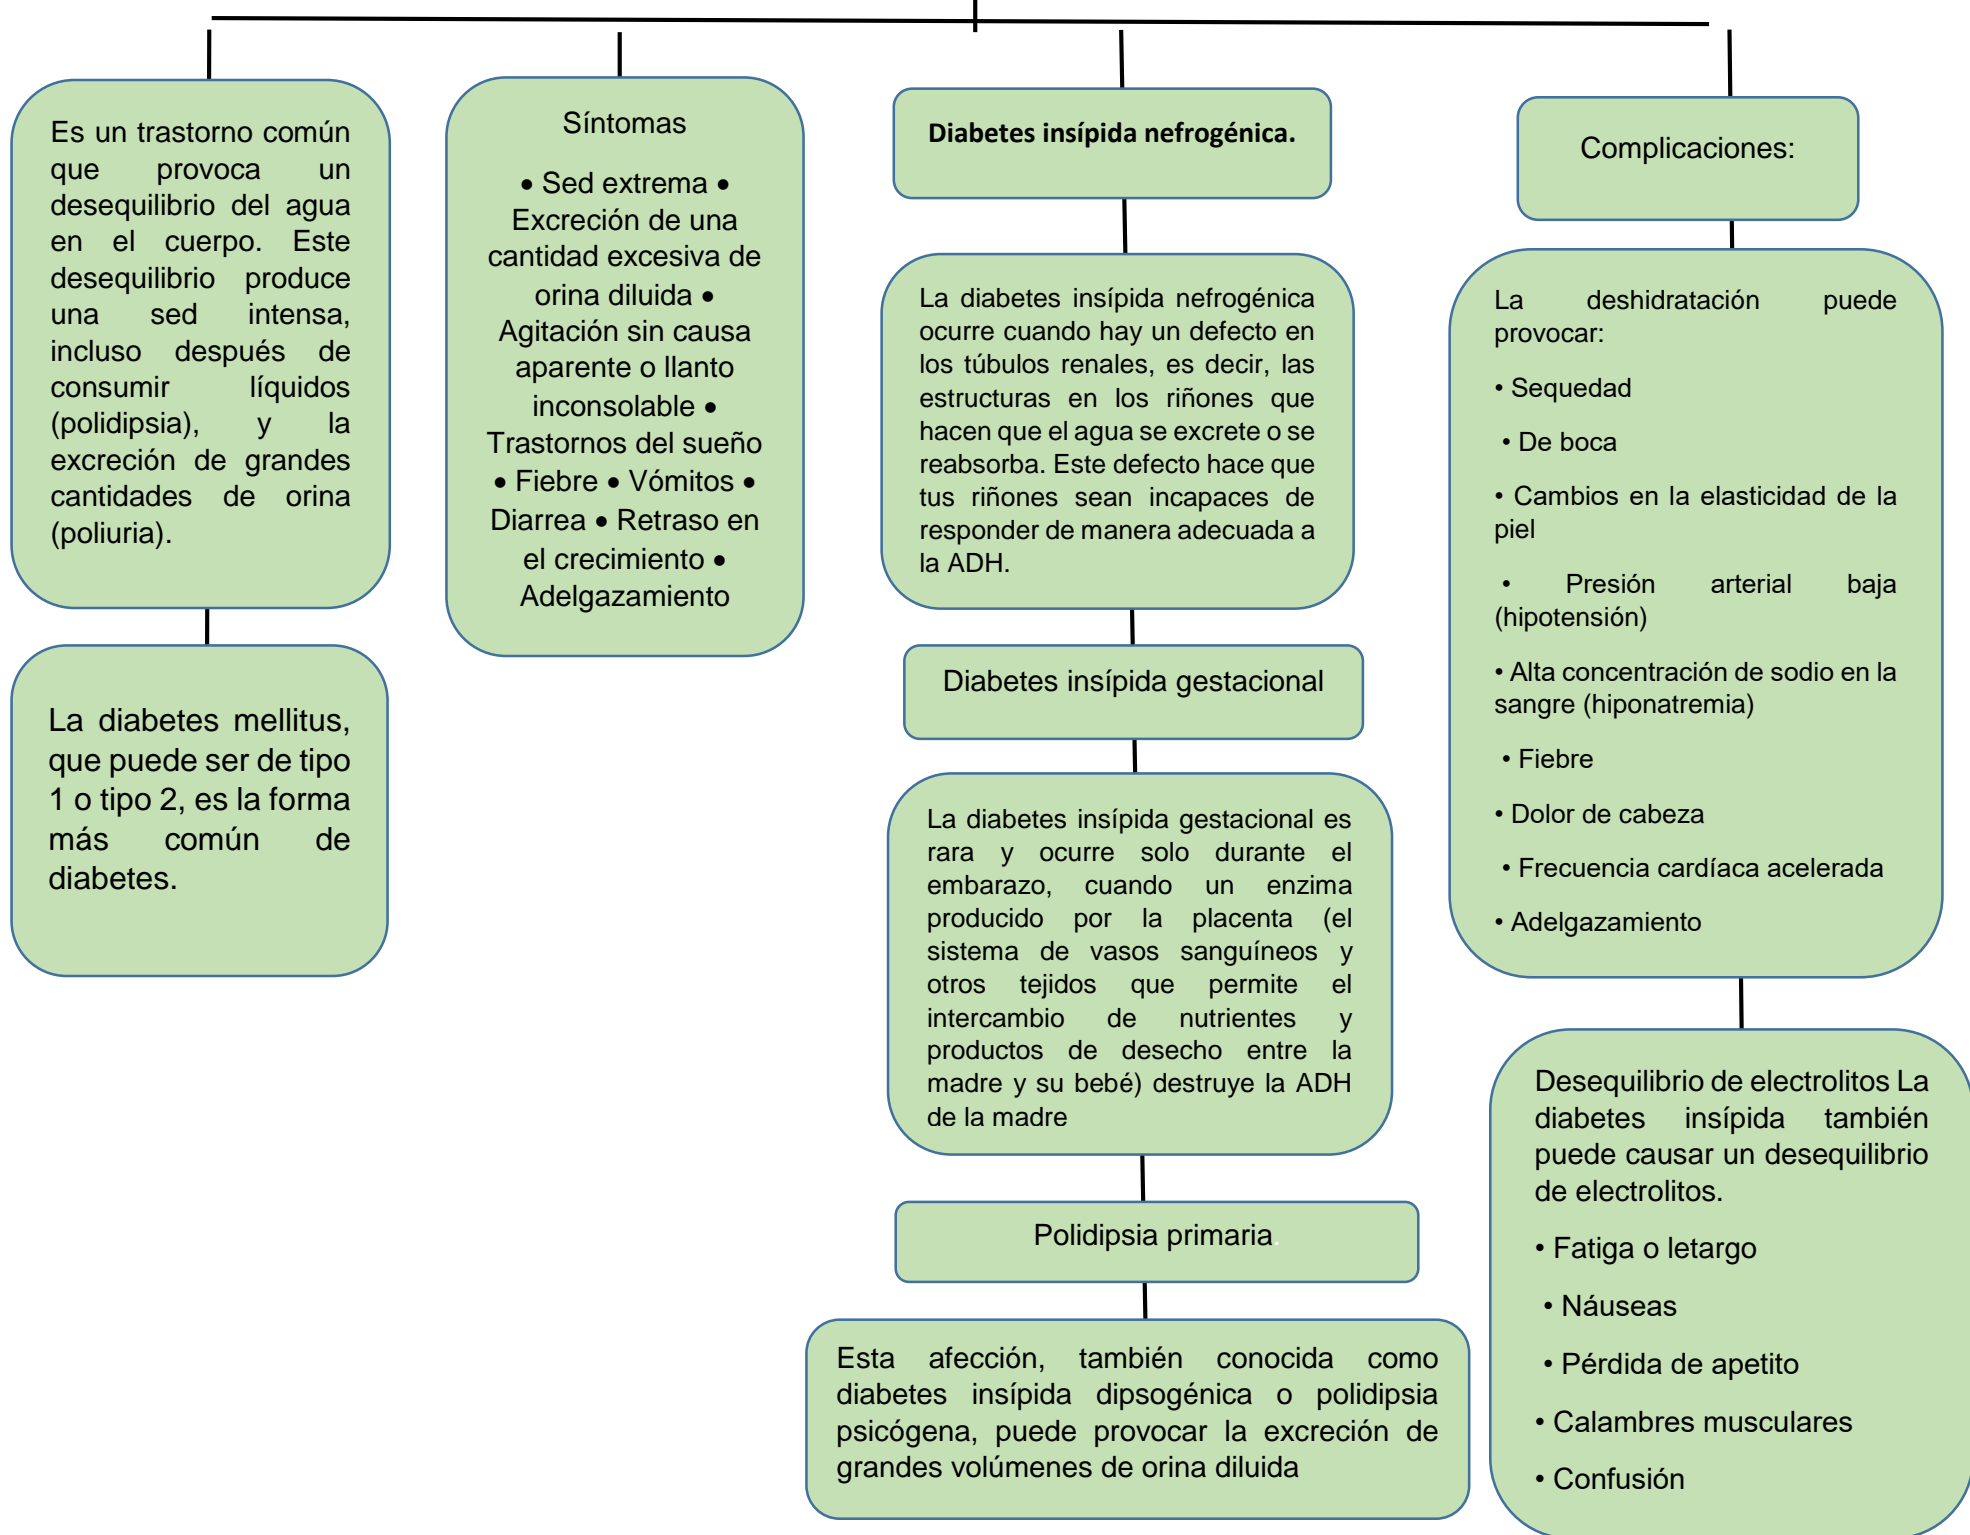 Es un trastorno común
que provoca un
desequilibrio del agua
en el cuerpo. Este
desequilibrio produce
una sed intensa,
incluso después de
consumir líquidos
(polidipsia), y la
excreción de grandes
cantidades de orina
(poliuria).
La diabetes mellitus,
que puede ser de tipo
1 o tipo 2, es la forma
más común de
diabetes.
Síntomas
• Sed extrema •
Excreción de una
cantidad excesiva de
orina diluida •
Agitación sin causa
aparente o llanto
inconsolable •
Trastornos del sueño
• Fiebre • Vómitos •
Diarrea • Retraso en
el crecimiento •
Adelgazamiento
Diabetes insípida nefrogénica.
La diabetes insípida nefrogénica
ocurre cuando hay un defecto en
los túbulos renales, es decir, las
estructuras en los riñones que
hacen que el agua se excrete o se
reabsorba. Este defecto hace que
tus riñones sean incapaces de
responder de manera adecuada a
la ADH.
Diabetes insípida gestacional
La diabetes insípida gestacional es
rara y ocurre solo durante el
embarazo, cuando un enzima
producido por la placenta (el
sistema de vasos sanguíneos y
otros tejidos que permite el
intercambio de nutrientes y
productos de desecho entre la
madre y su bebé) destruye la ADH
de la madre
Polidipsia primaria.
Esta afección, también conocida como
diabetes insípida dipsogénica o polidipsia
psicógena, puede provocar la excreción de
grandes volúmenes de orina diluida
Complicaciones:
La deshidratación puede
provocar:
• Sequedad
• De boca
• Cambios en la elasticidad de la
piel
• Presión arterial baja
(hipotensión)
• Alta concentración de sodio en la
sangre (hiponatremia)
• Fiebre
• Dolor de cabeza
• Frecuencia cardíaca acelerada
• Adelgazamiento
Desequilibrio de electrolitos La
diabetes insípida también
puede causar un desequilibrio
de electrolitos.
• Fatiga o letargo
• Náuseas
• Pérdida de apetito
• Calambres musculares
• Confusión